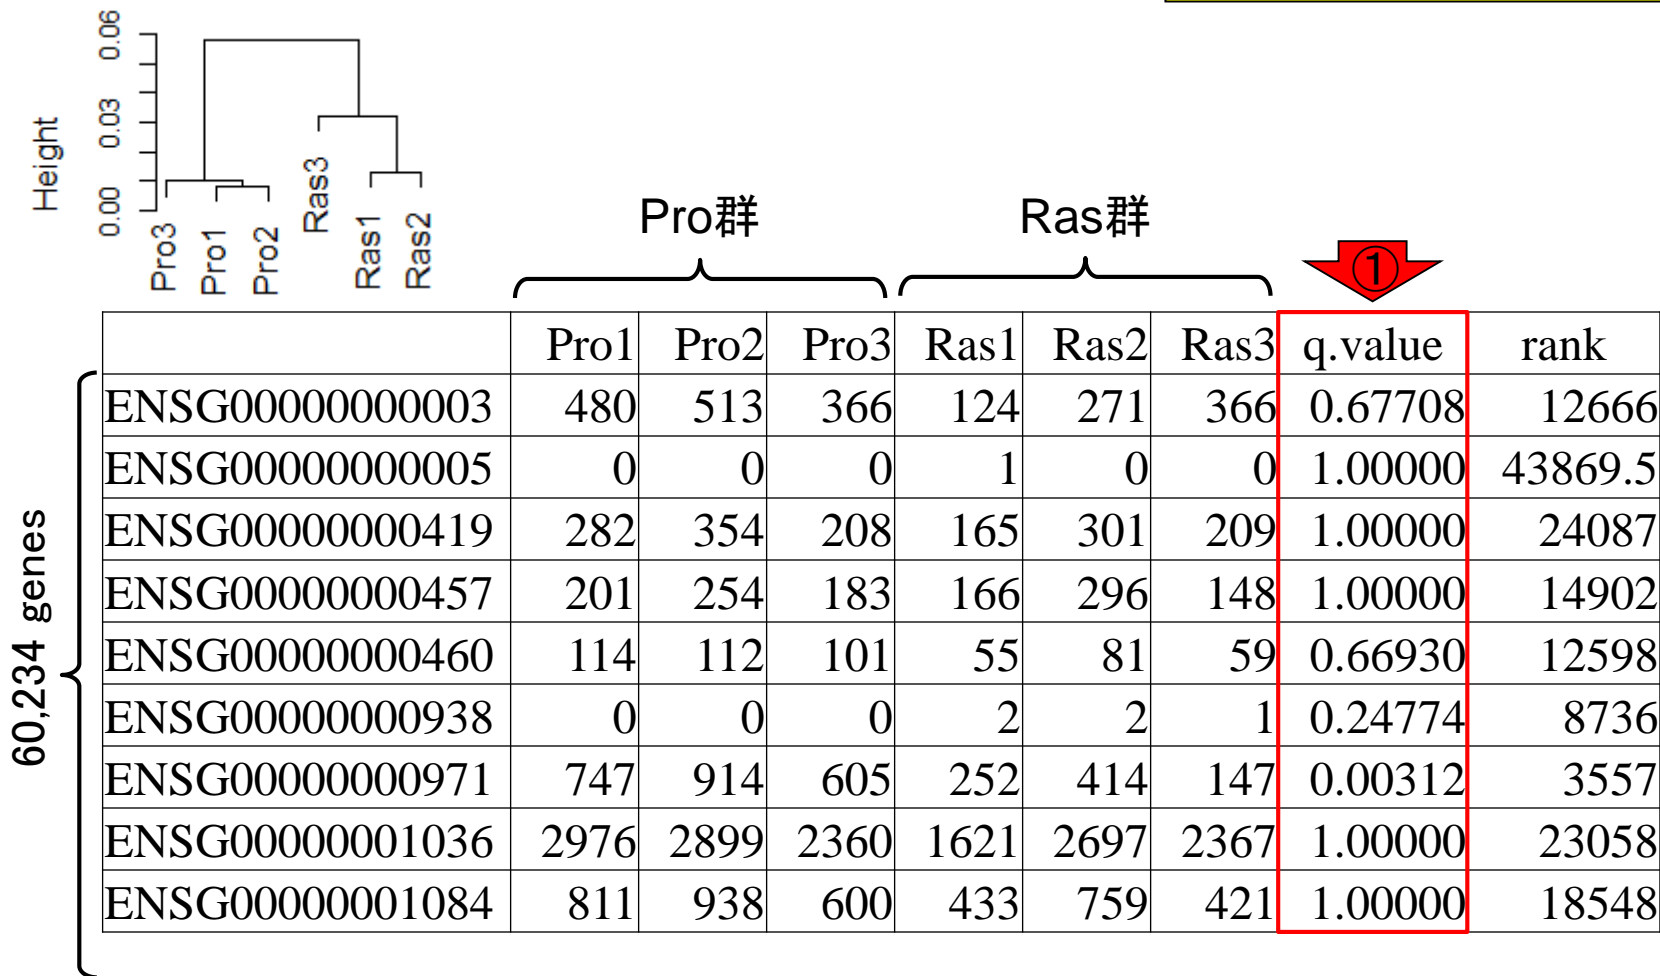 Height
0.00 0.03 0.06
Pro3 Pro1 Pro2 Ras3 Ras1 Ras2
Pro群 Ras群
①
Pro1 Pro2 Pro3 Ras1 Ras2 Ras3 q.value rank
60,234 genes
ENSG00000000003 480 513 366 124 271 366 0.67708 12666
ENSG00000000005 0 0 0 1 0 0 1.00000 43869.5
ENSG00000000419 282 354 208 165 301 209 1.00000 24087
ENSG00000000457 201 254 183 166 296 148 1.00000 14902
ENSG00000000460 114 112 101 55 81 59 0.66930 12598
ENSG00000000938 0 0 0 2 2 1 0.24774 8736
ENSG00000000971 747 914 605 252 414 147 0.00312 3557
ENSG00000001036 2976 2899 2360 1621 2697 2367 1.00000 23058
ENSG00000001084 811 938 600 433 759 421 1.00000 18548